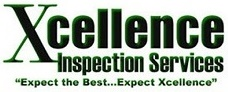 Xcellence
Inspection Services
"Expect the Best...Expect Xcellence"